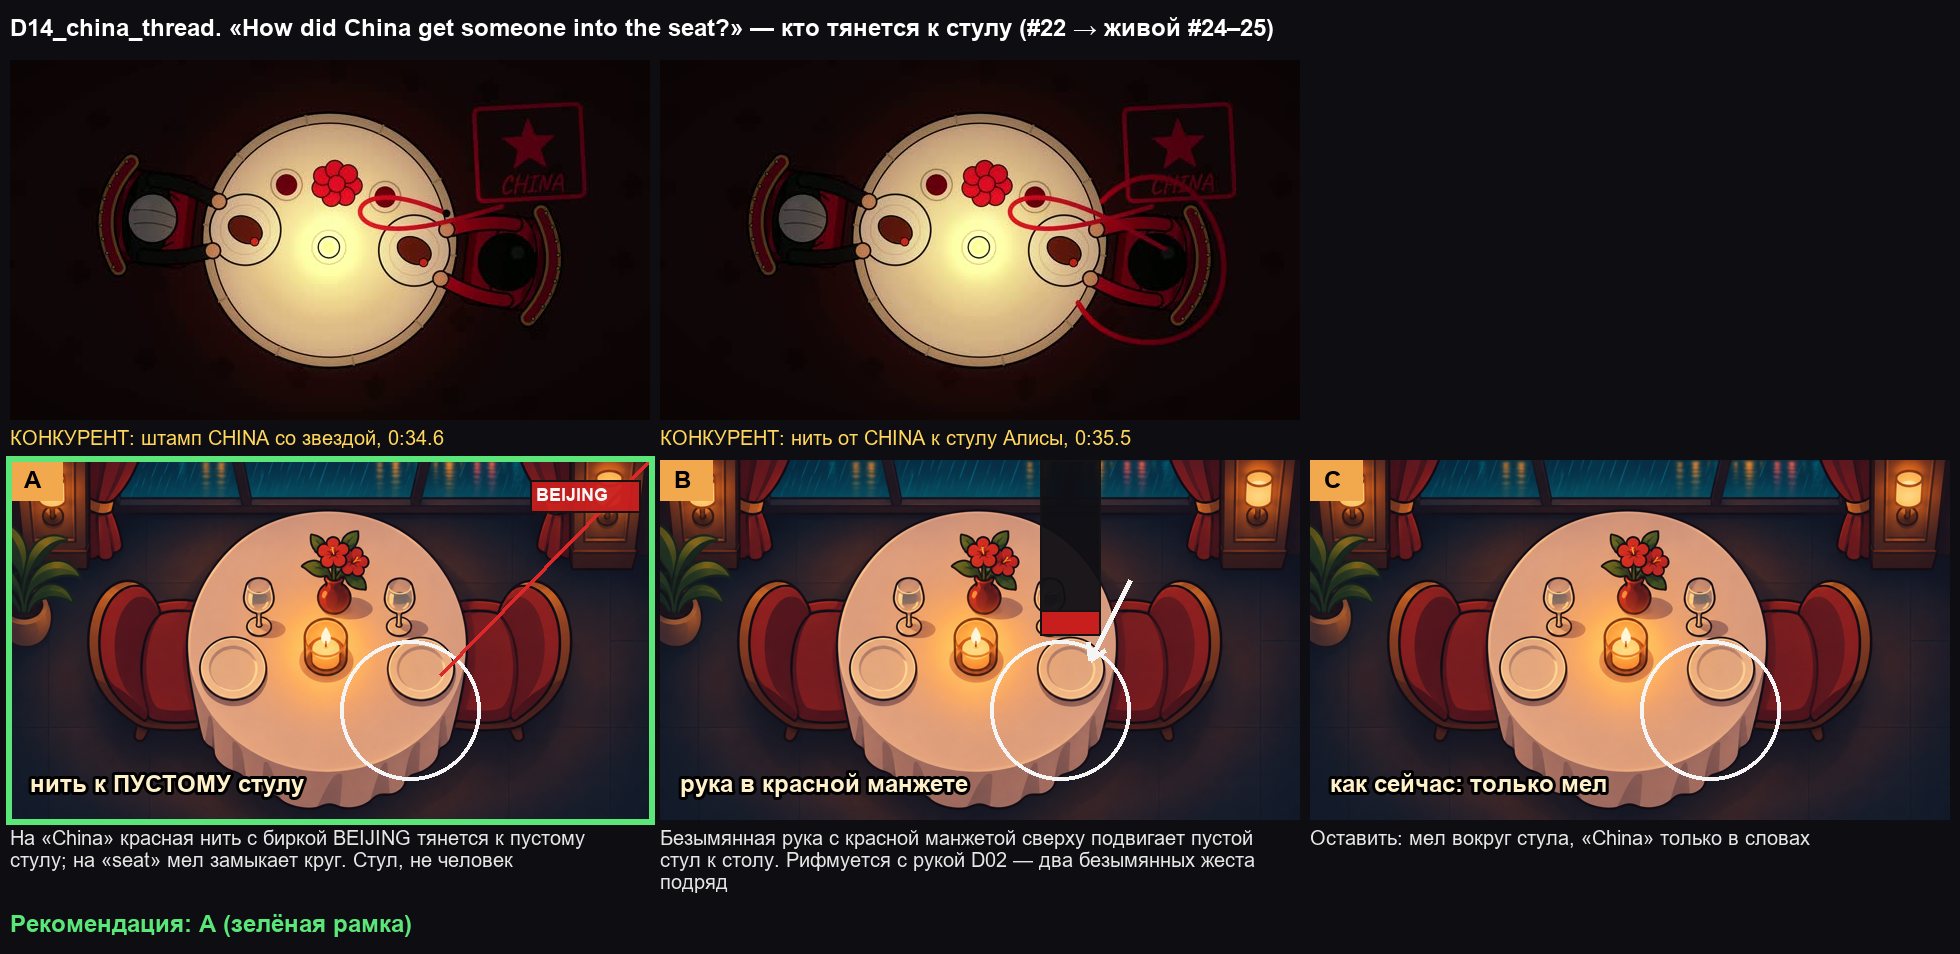 D14_china_thread. «How did China get someone into the seat?» — кто тянется к стулу (#22 → живой #24–25)
CHINA
CHINA
КОНКУРЕНТ: штамп CHINA со звездой, 0:34.6
КОНКУРЕНТ: нить от CHINA к стулу Алисы, 0:35.5
A
BEIJING
B
C
нить к ПУСТОМУ стулу
рука в красной манжете
как сейчас: только мел
На «China» красная нить с биркой BEIJING тянется к пустому
стулу; на «seat» мел замыкает круг. Стул, не человек
Безымянная рука с красной манжетой сверху подвигает пустой
стул к столу. Рифмуется с рукой D02 — два безымянных жеста
подряд
Оставить: мел вокруг стула, «China» только в словах
Рекомендация: A (зелёная рамка)